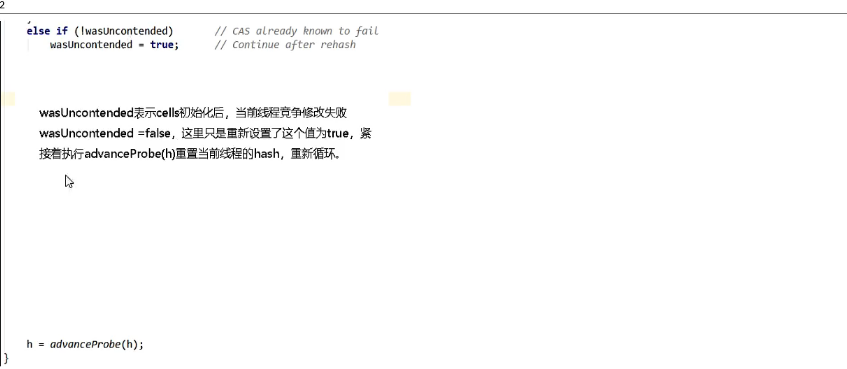 2
}
else if (!wasUncontended)       // CAS already known to fail
    wasUncontended = true;      // Continue after rehash
wasUncontended表示cells初始化后，当前线程竞争修改失败
wasUncontended =false，这里只是重新设置了这个值为true，紧
接着执行advanceProbe(h)重置当前线程的hash，重新循环。
h = advanceProbe(h);
}